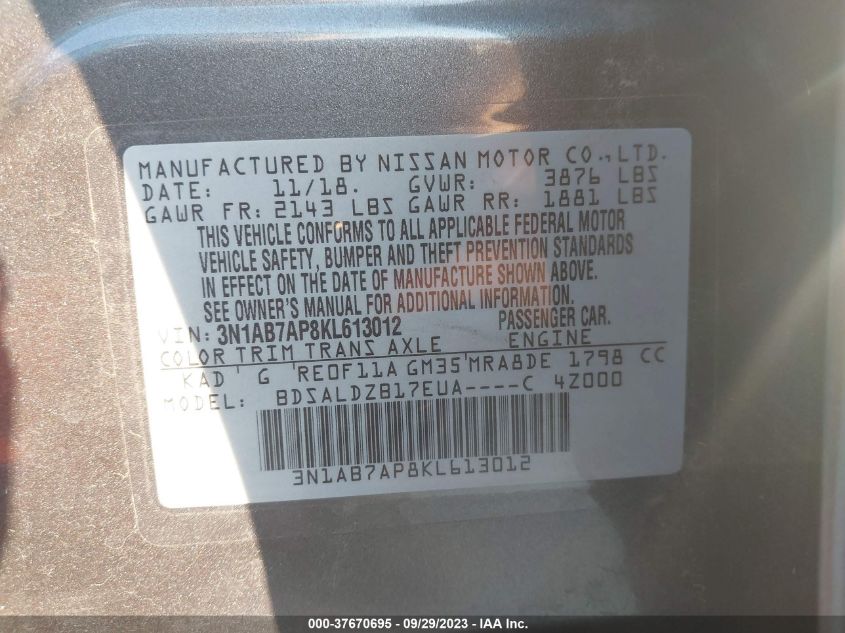 MANUFACTURED BY NISSAN MOTOR CO.,LTD.
DATE: 11/18. GVWR: 3876 LBS
GAWR FR: 2143 LBS GAWR RR: 1881 LBS
THIS VEHICLE CONFORMS TO ALL APPLICABLE FEDERAL MOTOR
VEHICLE SAFETY, BUMPER AND THEFT PREVENTION STANDARDS
IN EFFECT ON THE DATE OF MANUFACTURE SHOWN ABOVE.
SEE OWNER'S MANUAL FOR ADDITIONAL INFORMATION.
VIN: 3N1AB7AP8KL613012 PASSENGER CAR.
COLOR TRIM TRANS AXLE ENGINE
KAD ' G 'RE0F11A GM35'MRA8DE 1798 CC
MODEL: BDSALDZB17EUA----C 4Z000
3N1AB7AP8KL613012
000-37670695 - 09/29/2023 - IAA Inc.